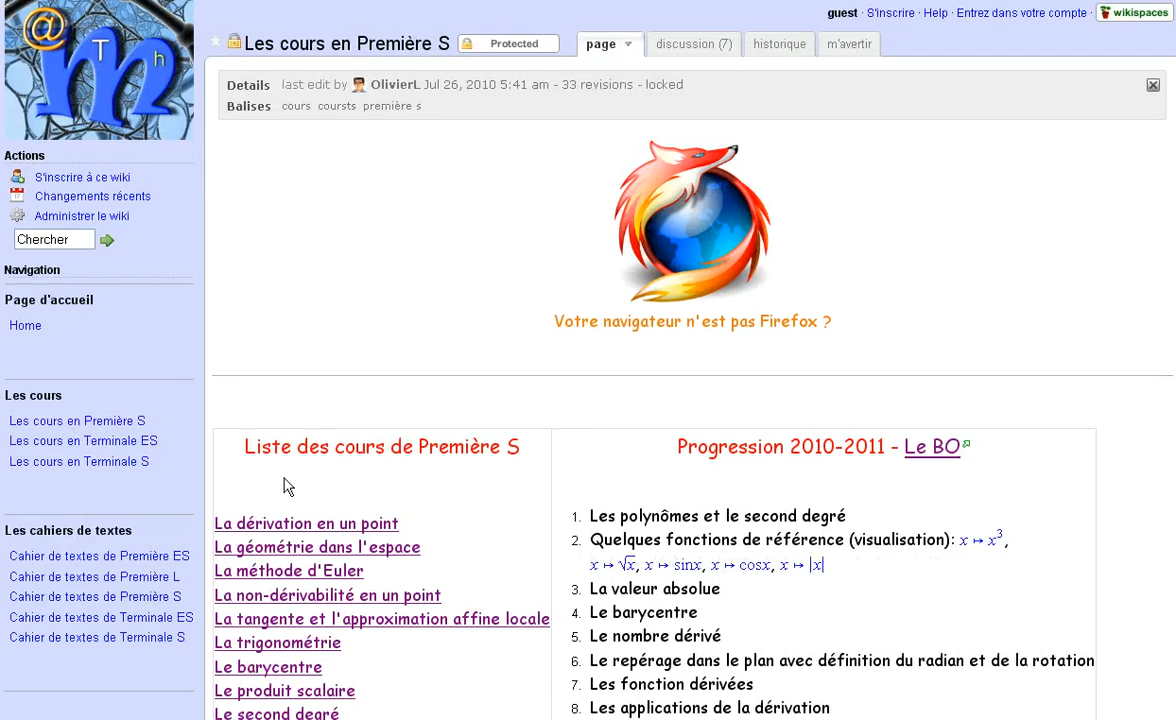 guest · S'inscrire · Help · Entrez dans votre compte · wikispaces
@
M T h
Les cours en Première S
Protected
page
discussion (7)
historique
m'avertir
Details last edit by OlivierL Jul 26, 2010 5:41 am - 33 revisions - locked
Balises cours coursts première s
Actions
S'inscrire à ce wiki
Changements récents
Administrer le wiki
Chercher
Navigation
Page d'accueil
Home
Les cours
Les cours en Première S
Les cours en Terminale ES
Les cours en Terminale S
Les cahiers de textes
Cahier de textes de Première ES
Cahier de textes de Première L
Cahier de textes de Première S
Cahier de textes de Terminale ES
Cahier de textes de Terminale S
Votre navigateur n'est pas Firefox ?
Liste des cours de Première S
La dérivation en un point
La géométrie dans l'espace
La méthode d'Euler
La non-dérivabilité en un point
La tangente et l'approximation affine locale
La trigonométrie
Le barycentre
Le produit scalaire
Le second degré
Progression 2010-2011 - Le BO
1. Les polynômes et le second degré
2. Quelques fonctions de référence (visualisation): x ↦ x³,
x ↦ √x, x ↦ sinx, x ↦ cosx, x ↦ |x|
3. La valeur absolue
4. Le barycentre
5. Le nombre dérivé
6. Le repérage dans le plan avec définition du radian et de la rotation
7. Les fonction dérivées
8. Les applications de la dérivation